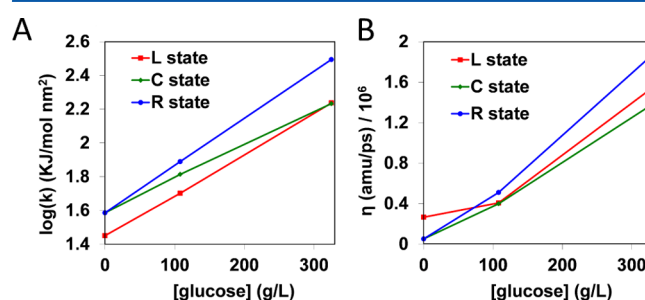 A
B
log(k) (KJ/mol nm²)
2.6
2.4
2.2
2
1.8
1.6
1.4
L state
C state
R state
0
100
200
300
[glucose] (g/L)
η (amu/ps) / 10⁶
2
1.6
1.2
0.8
0.4
0
L state
C state
R state
0
100
200
300
[glucose] (g/L)